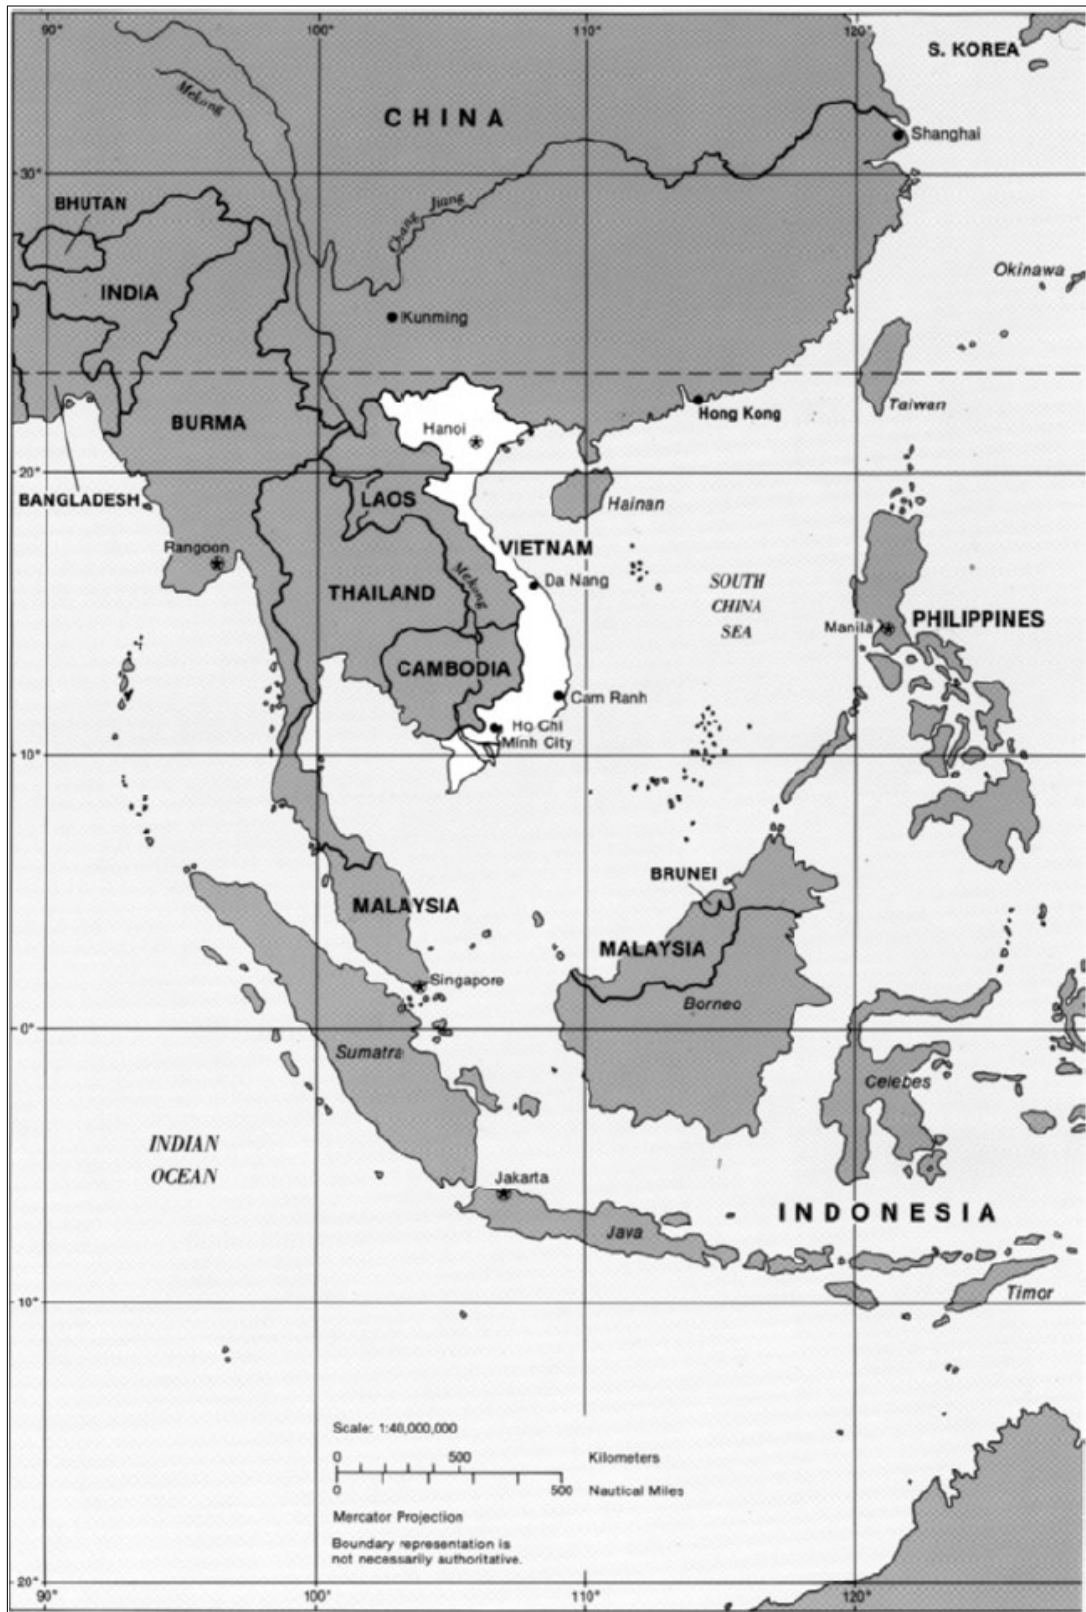 90°
100°
110°
120°
S. KOREA
Mekong
CHINA
Shanghai
30°
BHUTAN
Chang Jiang
Okinawa
INDIA
Kunming
Taiwan
Hong Kong
BURMA
Hanoi
20°
BANGLADESH
LAOS
Hainan
Rangoon
VIETNAM
THAILAND
Mekong
Da Nang
SOUTH
CHINA
SEA
Manila
PHILIPPINES
CAMBODIA
Cam Ranh
Ho Chi
Minh City
10°
BRUNEI
MALAYSIA
MALAYSIA
Singapore
Borneo
0°
Sumatra
Celebes
INDIAN
OCEAN
Jakarta
INDONESIA
Java
10°
Timor
Scale: 1:40,000,000
0 500 Kilometers
0 500 Nautical Miles
Mercator Projection
Boundary representation is
not necessarily authoritative.
20°
90°
100°
110°
120°